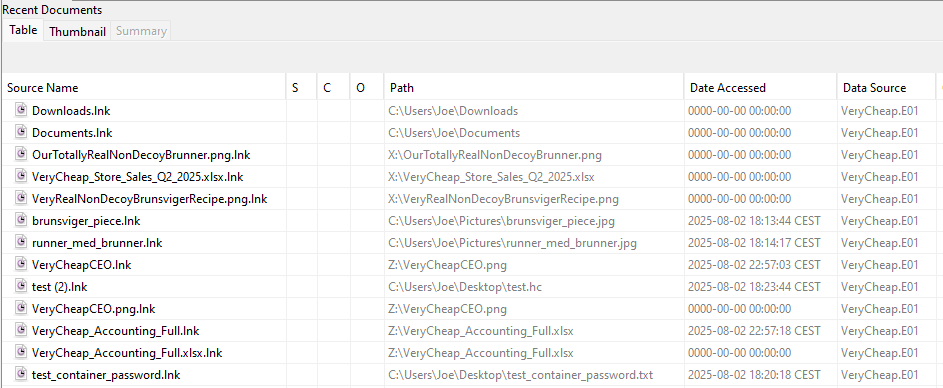 Recent Documents
Table Thumbnail Summary
Source Name S C O Path Date Accessed Data Source
Downloads.lnk C:\Users\Joe\Downloads 0000-00-00 00:00:00 VeryCheap.E01
Documents.lnk C:\Users\Joe\Documents 0000-00-00 00:00:00 VeryCheap.E01
OurTotallyRealNonDecoyBrunner.png.lnk X:\OurTotallyRealNonDecoyBrunner.png 0000-00-00 00:00:00 VeryCheap.E01
VeryCheap_Store_Sales_Q2_2025.xlsx.lnk X:\VeryCheap_Store_Sales_Q2_2025.xlsx 0000-00-00 00:00:00 VeryCheap.E01
VeryRealNonDecoyBrunsvigerRecipe.png.lnk X:\VeryRealNonDecoyBrunsvigerRecipe.png 0000-00-00 00:00:00 VeryCheap.E01
brunsviger_piece.lnk C:\Users\Joe\Pictures\brunsviger_piece.jpg 2025-08-02 18:13:44 CEST VeryCheap.E01
runner_med_brunner.lnk C:\Users\Joe\Pictures\runner_med_brunner.jpg 2025-08-02 18:14:17 CEST VeryCheap.E01
VeryCheapCEO.lnk Z:\VeryCheapCEO.png 2025-08-02 22:57:03 CEST VeryCheap.E01
test (2).lnk C:\Users\Joe\Desktop\test.hc 2025-08-02 18:23:44 CEST VeryCheap.E01
VeryCheapCEO.png.lnk Z:\VeryCheapCEO.png 0000-00-00 00:00:00 VeryCheap.E01
VeryCheap_Accounting_Full.lnk Z:\VeryCheap_Accounting_Full.xlsx 2025-08-02 22:57:18 CEST VeryCheap.E01
VeryCheap_Accounting_Full.xlsx.lnk Z:\VeryCheap_Accounting_Full.xlsx 0000-00-00 00:00:00 VeryCheap.E01
test_container_password.lnk C:\Users\Joe\Desktop\test_container_password.txt 2025-08-02 18:20:18 CEST VeryCheap.E01